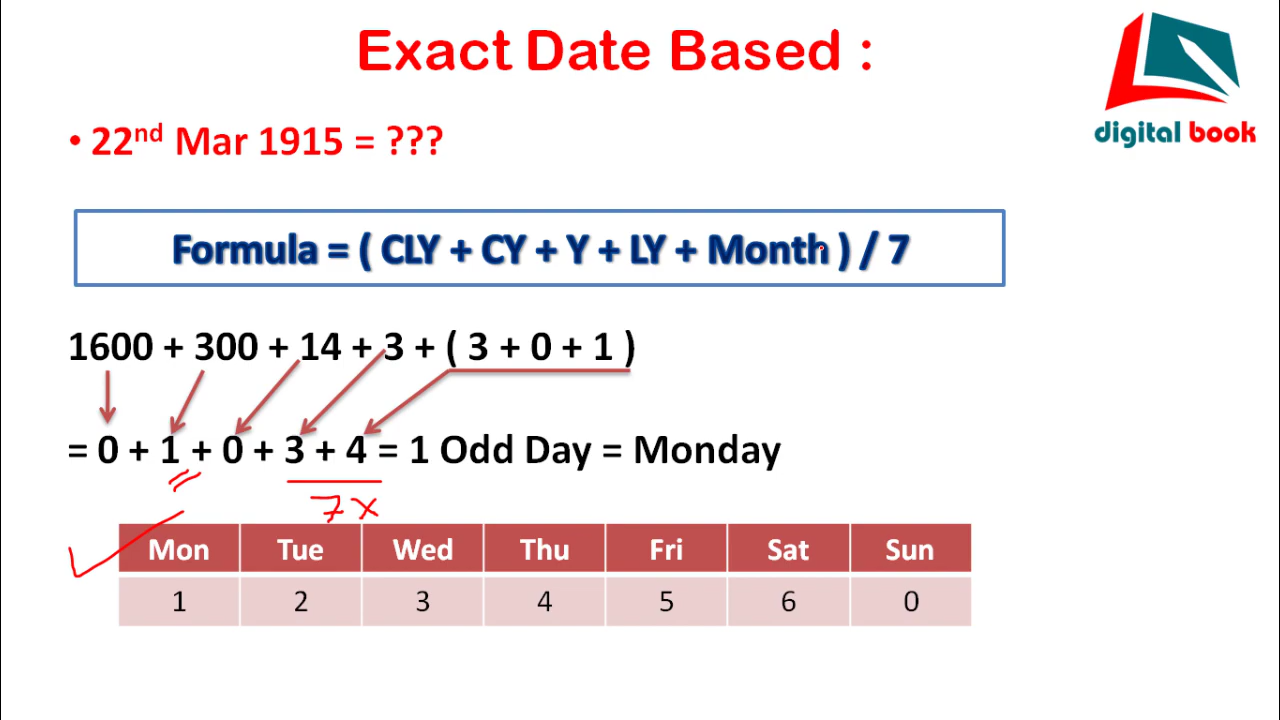 Exact Date Based :
digital book
• 22nd Mar 1915 = ???
Formula = ( CLY + CY + Y + LY + Month ) / 7
1600 + 300 + 14 + 3 + ( 3 + 0 + 1 )
= 0 + 1 + 0 + 3 + 4 = 1 Odd Day = Monday
7x
Mon Tue Wed Thu Fri Sat Sun
1 2 3 4 5 6 0